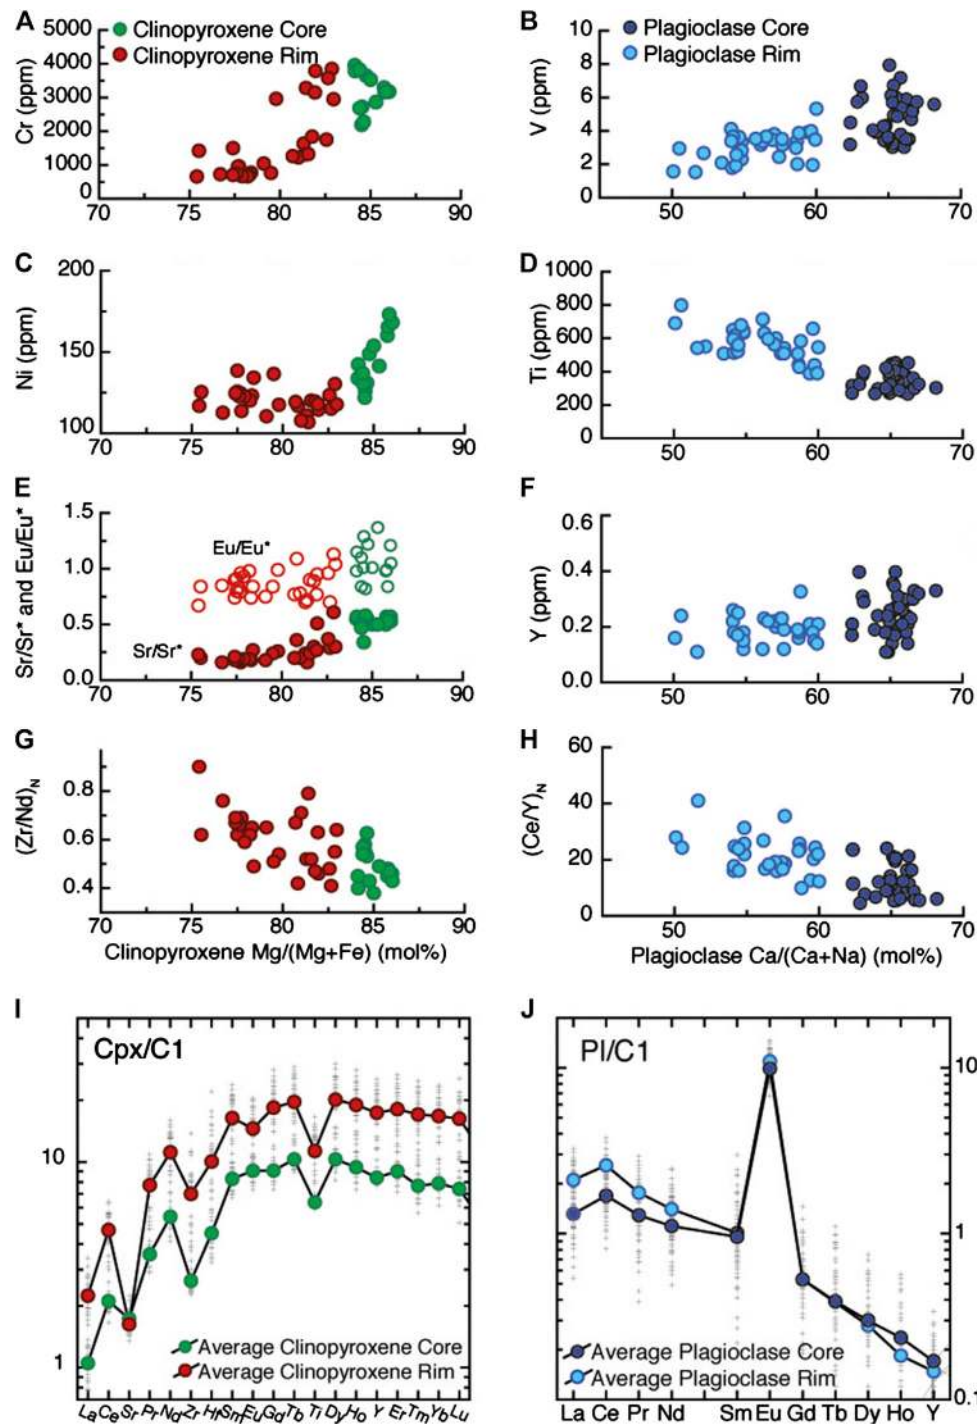 A
Cr (ppm)
5000
4000
3000
2000
1000
0
Clinopyroxene Core
Clinopyroxene Rim
70 75 80 85 90
B
V (ppm)
10
8
6
4
2
0
Plagioclase Core
Plagioclase Rim
50 60 70
C
Ni (ppm)
200
150
100
70 75 80 85 90
D
Ti (ppm)
1000
800
600
400
200
0
50 60 70
E
Sr/Sr* and Eu/Eu*
1.5
1.0
0.5
0.0
Eu/Eu*
Sr/Sr*
70 75 80 85 90
F
Y (ppm)
0.6
0.4
0.2
0.0
50 60 70
G
(Zr/Nd)N
0.8
0.6
0.4
70 75 80 85 90
Clinopyroxene Mg/(Mg+Fe) (mol%)
H
(Ce/Y)N
60
40
20
0
50 60 70
Plagioclase Ca/(Ca+Na) (mol%)
I
Cpx/C1
10
1
Average Clinopyroxene Core
Average Clinopyroxene Rim
La Ce Sr Pr Nd Zr Hf Sm Eu Gd Tb Ti Dy Ho Y Er Tm Yb Lu
J
Pl/C1
10
1
0.1
Average Plagioclase Core
Average Plagioclase Rim
La Ce Pr Nd Sm Eu Gd Tb Dy Ho Y